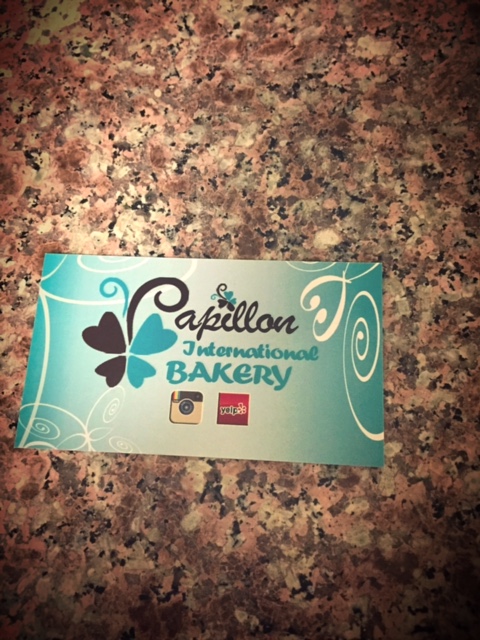 Papillon
International
BAKERY
yelp